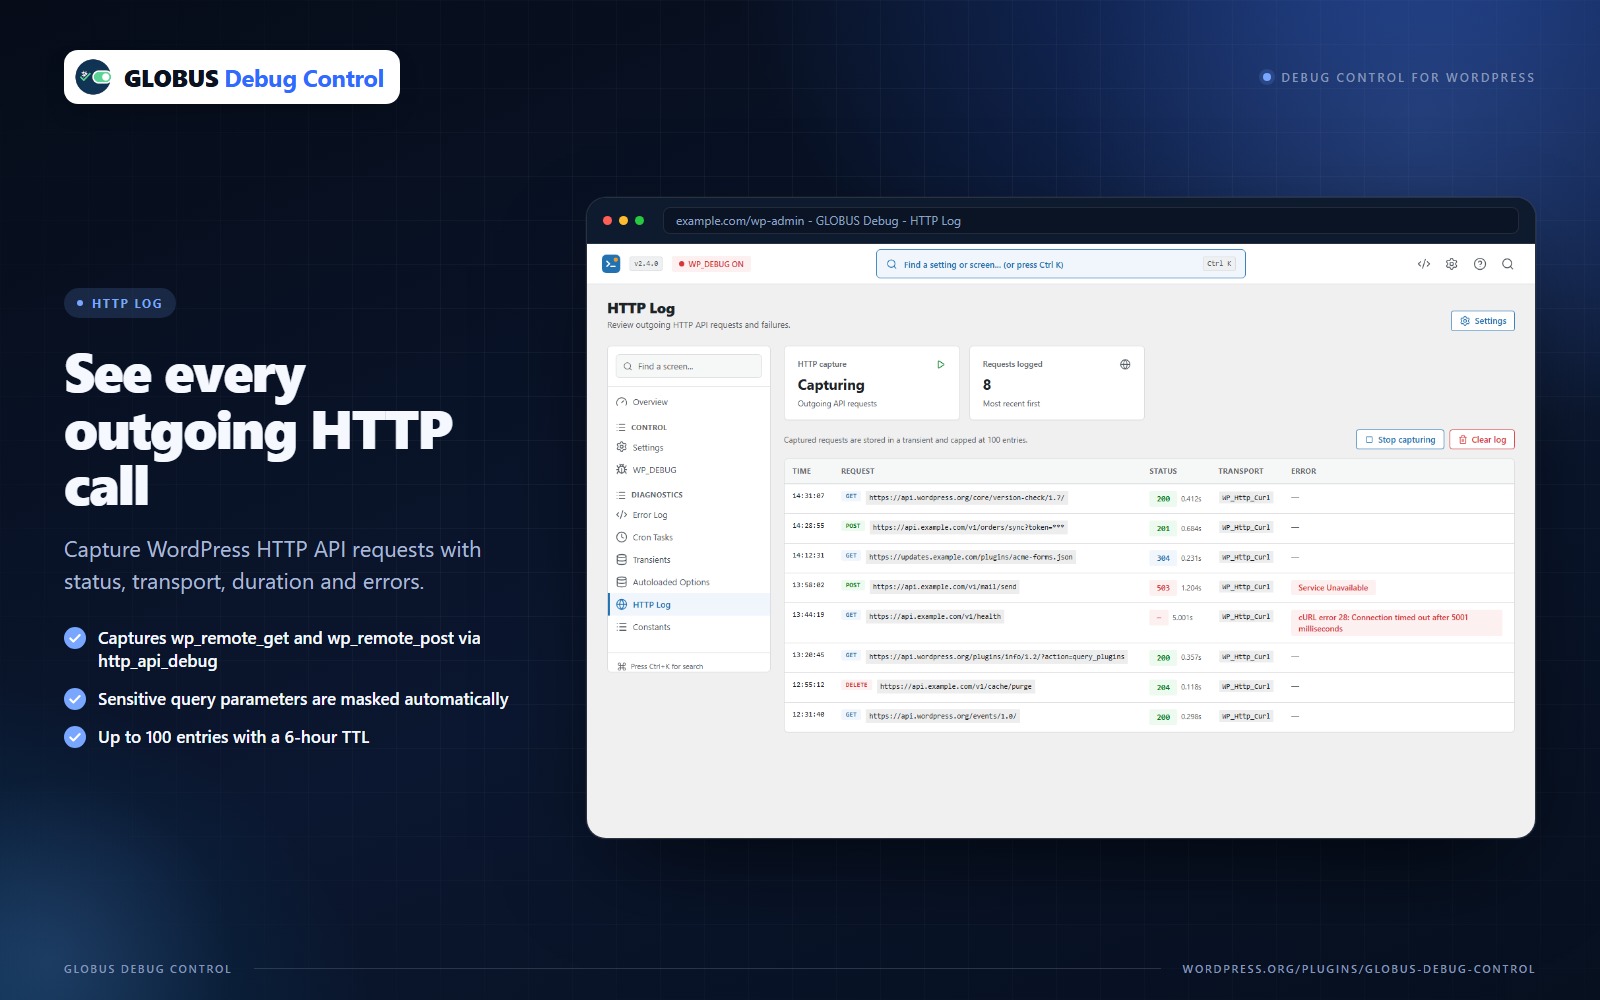 GLOBUS Debug Control
DEBUG CONTROL FOR WORDPRESS
HTTP LOG
See every
outgoing HTTP
call
Capture WordPress HTTP API requests with
status, transport, duration and errors.
Captures wp_remote_get and wp_remote_post via
http_api_debug
Sensitive query parameters are masked automatically
Up to 100 entries with a 6-hour TTL
example.com/wp-admin - GLOBUS Debug - HTTP Log
v2.4.0
WP_DEBUG ON
Find a setting or screen... (or press Ctrl K)
Ctrl K
HTTP Log
Review outgoing HTTP API requests and failures.
Settings
Find a screen...
Overview
CONTROL
Settings
WP_DEBUG
DIAGNOSTICS
Error Log
Cron Tasks
Transients
Autoloaded Options
HTTP Log
Constants
Press Ctrl+K for search
HTTP capture
Capturing
Outgoing API requests
Requests logged
8
Most recent first
Captured requests are stored in a transient and capped at 100 entries.
Stop capturing
Clear log
TIME REQUEST STATUS TRANSPORT ERROR
14:31:07 GET https://api.wordpress.org/core/version-check/1.7/ 200 0.412s WP_Http_Curl —
14:28:55 POST https://api.example.com/v1/orders/sync?token=*** 201 0.684s WP_Http_Curl —
14:12:31 GET https://updates.example.com/plugins/acme-forms.json 304 0.231s WP_Http_Curl —
13:58:02 POST https://api.example.com/v1/mail/send 503 1.204s WP_Http_Curl Service Unavailable
13:44:19 GET https://api.example.com/v1/health — 5.001s WP_Http_Curl cURL error 28: Connection timed out after 5001
milliseconds
13:20:45 GET https://api.wordpress.org/plugins/info/1.2/?action=query_plugins 200 0.357s WP_Http_Curl —
12:55:12 DELETE https://api.example.com/v1/cache/purge 204 0.118s WP_Http_Curl —
12:31:40 GET https://api.wordpress.org/events/1.0/ 200 0.298s WP_Http_Curl —
GLOBUS DEBUG CONTROL
WORDPRESS.ORG/PLUGINS/GLOBUS-DEBUG-CONTROL